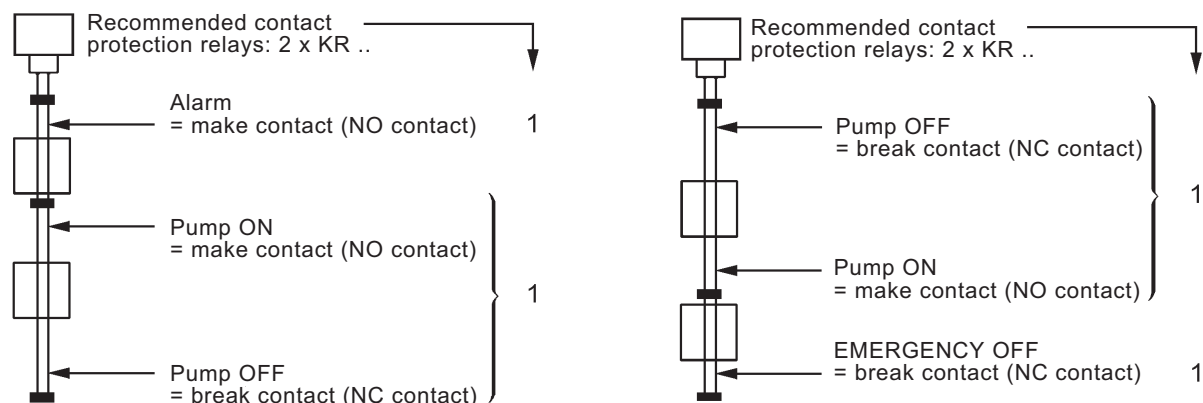 Recommended contact
protection relays: 2 x KR ..
Alarm
= make contact (NO contact)
1
Pump ON
= make contact (NO contact)
1
Pump OFF
= break contact (NC contact)
Recommended contact
protection relays: 2 x KR ..
Pump OFF
= break contact (NC contact)
1
Pump ON
= make contact (NO contact)
EMERGENCY OFF
= break contact (NC contact)
1